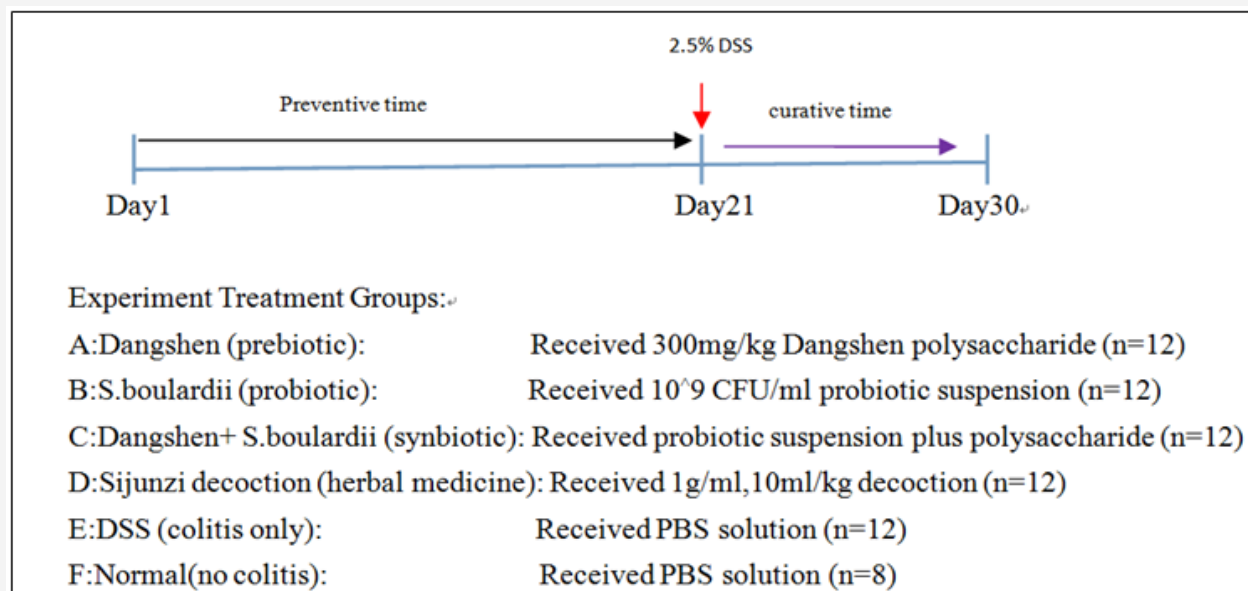 2.5% DSS
Preventive time
curative time
Day1 Day21 Day30
Experiment Treatment Groups:
A:Dangshen (prebiotic): Received 300mg/kg Dangshen polysaccharide (n=12)
B:S.boulardii (probiotic): Received 10^9 CFU/ml probiotic suspension (n=12)
C:Dangshen+ S.boulardii (synbiotic): Received probiotic suspension plus polysaccharide (n=12)
D:Sijunzi decoction (herbal medicine): Received 1g/ml,10ml/kg decoction (n=12)
E:DSS (colitis only): Received PBS solution (n=12)
F:Normal(no colitis): Received PBS solution (n=8)